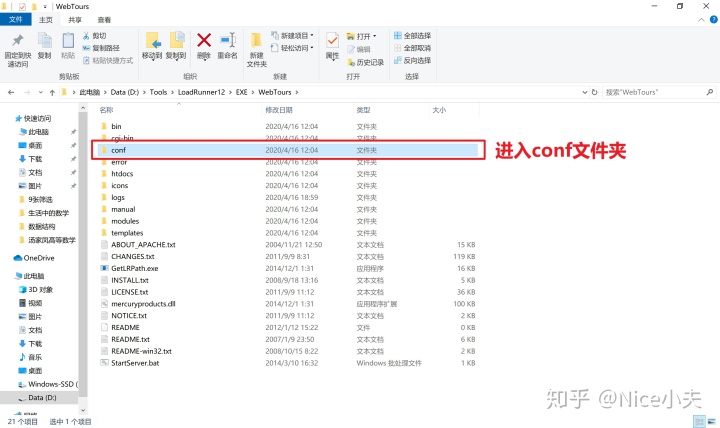 WebTours
文件 主页 共享 查看
固定到快速访问 复制 粘贴 剪切 复制路径 粘贴快捷方式 移动到 复制到 删除 重命名 新建文件夹 新建项目 轻松访问 属性 打开 编辑 历史记录 全部选择 全部取消 反向选择
剪贴板 组织 新建 打开 选择
此电脑 > Data (D:) > Tools > LoadRunner12 > EXE > WebTours > 搜索"WebTours"
名称 修改日期 类型 大小
快速访问
此电脑
桌面
下载
文档
图片
9张筛选
生活中的数学
数据结构
汤家凤高等数学
OneDrive
此电脑
3D 对象
视频
图片
文档
下载
音乐
桌面
Windows-SSD (
Data (D:)
bin 2020/4/16 12:04 文件夹
cgi-bin 2020/4/16 12:04 文件夹
conf 2020/4/16 12:04 文件夹
error 2020/4/16 12:04 文件夹
htdocs 2020/4/16 12:04 文件夹
icons 2020/4/16 12:04 文件夹
logs 2020/4/16 18:59 文件夹
manual 2020/4/16 12:04 文件夹
modules 2020/4/16 12:04 文件夹
templates 2020/4/16 12:04 文件夹
ABOUT_APACHE.txt 2004/11/21 12:50 文本文档 15 KB
CHANGES.txt 2011/9/9 8:31 文本文档 119 KB
GetLRPath.exe 2014/12/1 1:31 应用程序 16 KB
INSTALL.txt 2008/9/18 13:16 文本文档 5 KB
LICENSE.txt 2011/9/9 11:12 文本文档 36 KB
mercuryproducts.dll 2014/12/1 1:31 应用程序扩展 100 KB
NOTICE.txt 2011/9/9 11:12 文本文档 2 KB
README 2012/1/12 15:22 文件 0 KB
README.txt 2007/1/9 23:50 文本文档 6 KB
README-win32.txt 2008/10/15 8:22 文本文档 2 KB
StartServer.bat 2014/3/10 16:32 Windows 批处理文件 1 KB
进入conf文件夹
21 个项目 选中 1 个项目
知乎 @Nice小夫